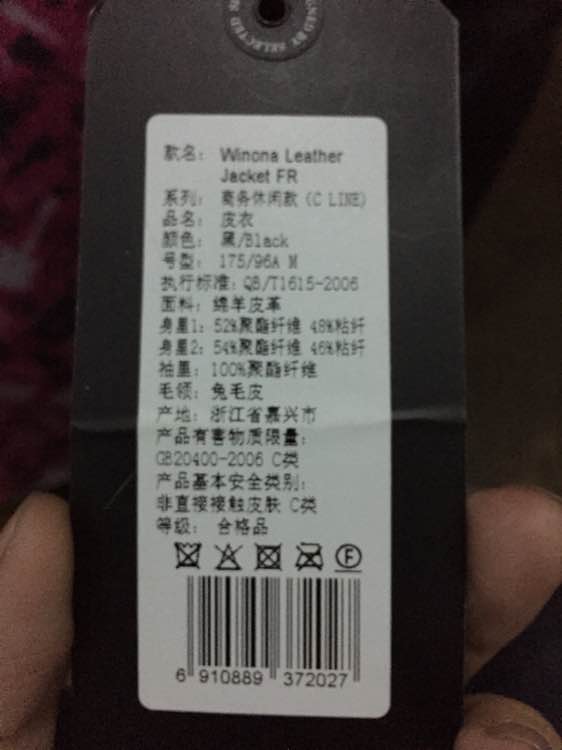 SELECTED
款名： Winona Leather
Jacket FR
系列： 商务休闲款 (C LINE)
品名： 皮衣
颜色： 黑/Black
号型： 175/96A M
执行标准：QB/T1615-2006
面料： 绵羊皮革
身里1：52%聚酯纤维 48%粘纤
身里2：54%聚酯纤维 46%粘纤
袖里：100%聚酯纤维
毛领：兔毛皮
产地：浙江省嘉兴市
产品有害物质限量：
GB20400-2006 C类
产品基本安全类别：
非直接接触皮肤 C类
等级： 合格品
F
6 910889 372027